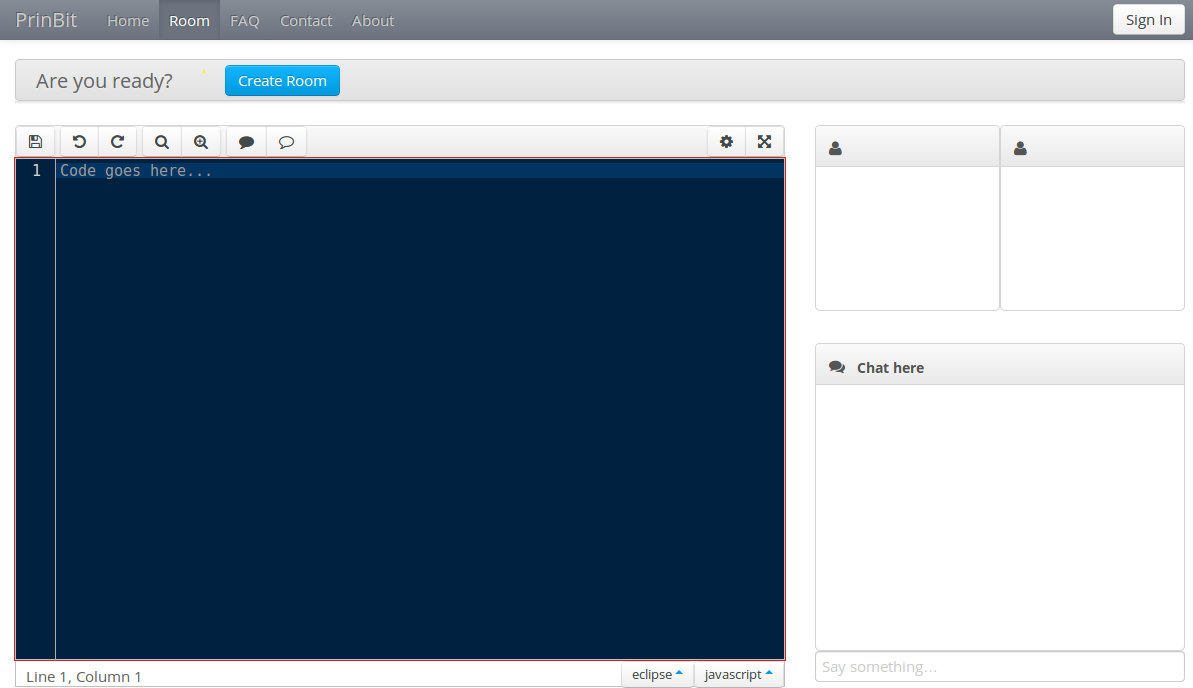 PrinBit Home Room FAQ Contact About Sign In
Are you ready? Create Room
1 Code goes here...
Chat here
Say something...
Line 1, Column 1 eclipse javascript